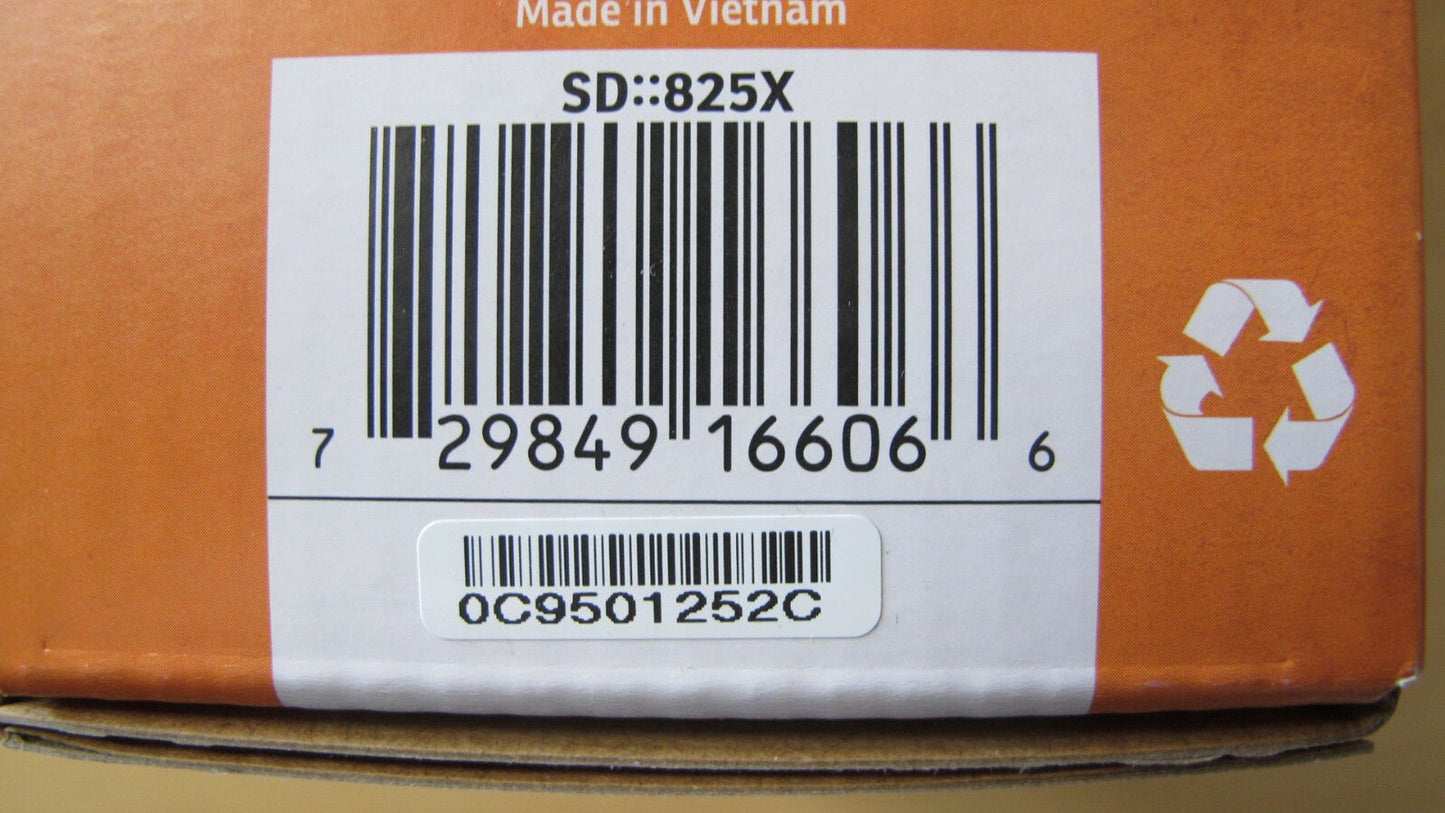 Made in Vietnam
SD::825X
7 29849 16606 6
0C9501252C